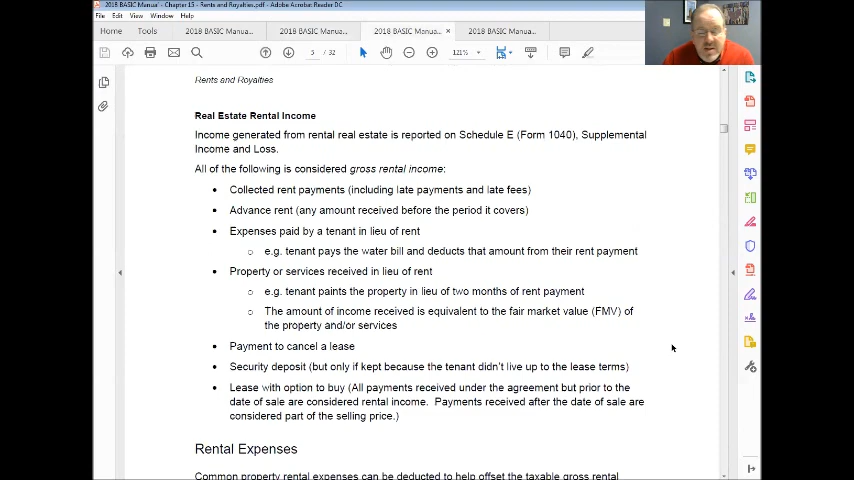 2018 BASIC Manual - Chapter 15 - Rents and Royalties.pdf - Adobe Acrobat Reader DC
File Edit View Window Help
Home Tools 2018 BASIC Manua... 2018 BASIC Manua... 2018 BASIC Manua... × 2018 BASIC Manua...
5 / 32 121%
Rents and Royalties
Real Estate Rental Income
Income generated from rental real estate is reported on Schedule E (Form 1040), Supplemental
Income and Loss.
All of the following is considered gross rental income:
• Collected rent payments (including late payments and late fees)
• Advance rent (any amount received before the period it covers)
• Expenses paid by a tenant in lieu of rent
o e.g. tenant pays the water bill and deducts that amount from their rent payment
• Property or services received in lieu of rent
o e.g. tenant paints the property in lieu of two months of rent payment
o The amount of income received is equivalent to the fair market value (FMV) of
the property and/or services
• Payment to cancel a lease
• Security deposit (but only if kept because the tenant didn't live up to the lease terms)
• Lease with option to buy (All payments received under the agreement but prior to the
date of sale are considered rental income. Payments received after the date of sale are
considered part of the selling price.)
Rental Expenses
Common property rental expenses can be deducted to help offset the taxable gross rental